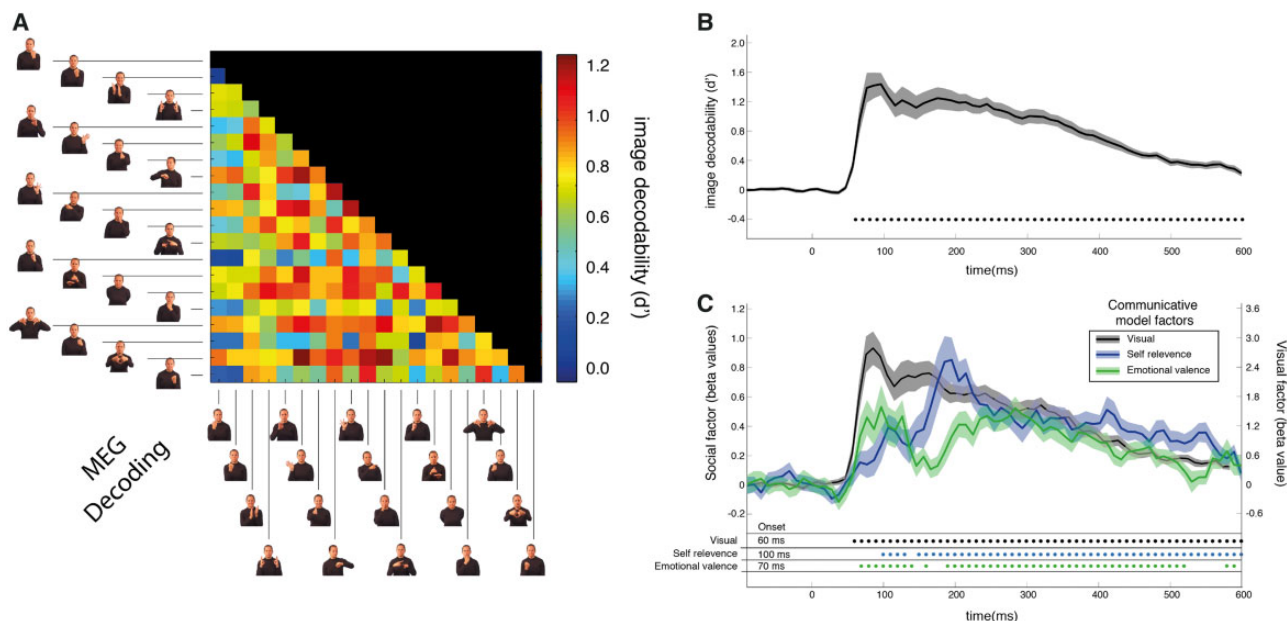 A
1.2
1.0
0.8
0.6
0.4
0.2
0.0
image decodability (d')
MEG
Decoding
B
2.0
1.6
1.2
0.8
0.4
0
-0.4
image decodability (d')
0 100 200 300 400 500 600
time(ms)
C
1.2
1.0
0.8
0.6
0.4
0.2
0
-0.2
Social factor (beta values)
3.6
3.0
2.4
1.8
1.2
0.6
0
-0.6
Visual factor
(beta value)
Communicative
model factors
Visual
Self relevence
Emotional valence
Onset
Visual 60 ms
Self relevence 100 ms
Emotional valence 70 ms
0 100 200 300 400 500 600
time(ms)